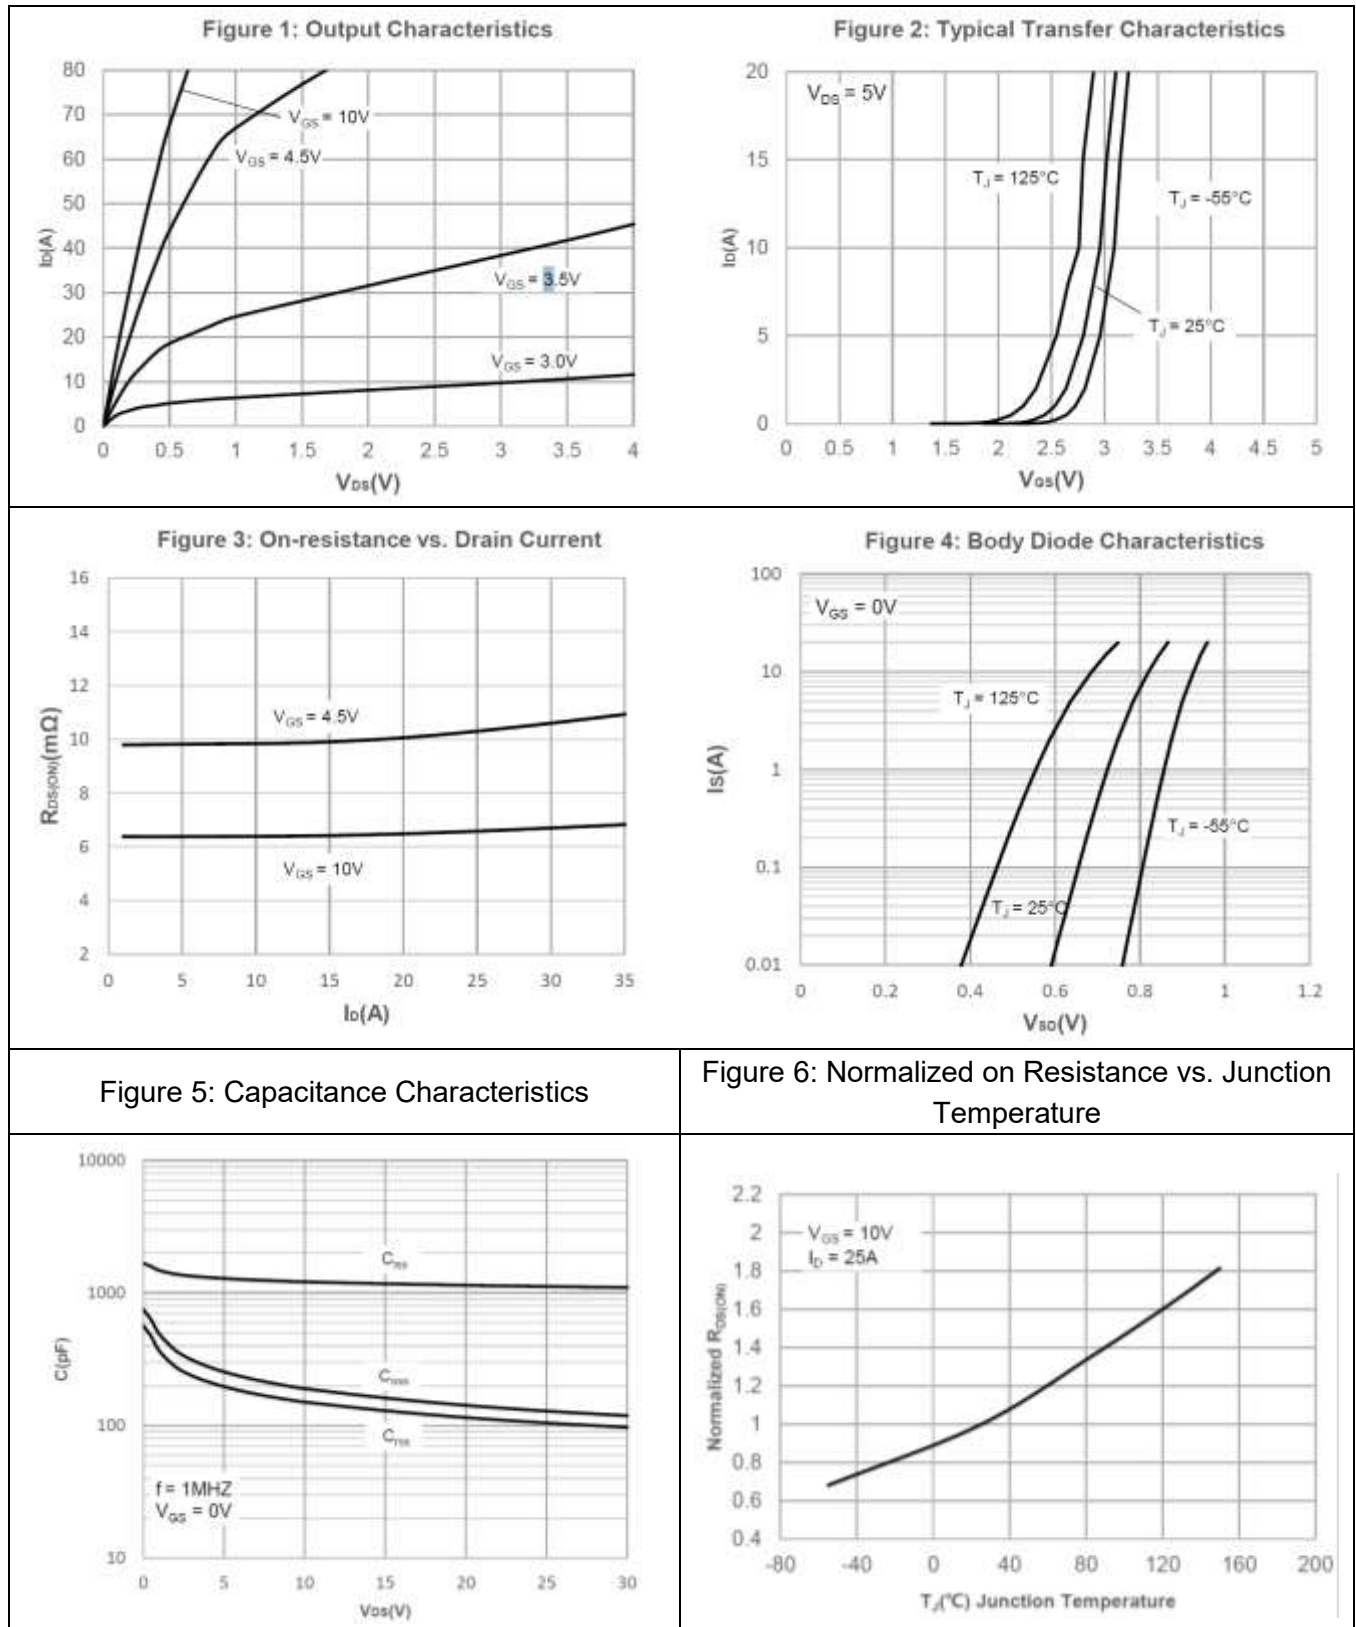 Figure 1: Output Characteristics
80
70
60
50
40
30
20
10
0
ID(A)
VGS = 10V
VGS = 4.5V
VGS = 3.5V
VGS = 3.0V
0 0.5 1 1.5 2 2.5 3 3.5 4
VDS(V)
Figure 2: Typical Transfer Characteristics
20
15
10
5
0
ID(A)
VDS = 5V
TJ = 125°C
TJ = -55°C
TJ = 25°C
0 0.5 1 1.5 2 2.5 3 3.5 4 4.5 5
VGS(V)
Figure 3: On-resistance vs. Drain Current
16
14
12
10
8
6
4
2
RDS(ON)(mΩ)
VGS = 4.5V
VGS = 10V
0 5 10 15 20 25 30 35
ID(A)
Figure 4: Body Diode Characteristics
100
10
1
0.1
0.01
IS(A)
VGS = 0V
TJ = 125°C
TJ = -55°C
TJ = 25°C
0 0.2 0.4 0.6 0.8 1 1.2
VSD(V)
Figure 5: Capacitance Characteristics
Figure 6: Normalized on Resistance vs. Junction
Temperature
10000
1000
100
10
C(pF)
f = 1MHZ
VGS = 0V
0 5 10 15 20 25 30
VDS(V)
2.2
2
1.8
1.6
1.4
1.2
1
0.8
0.6
0.4
Normalized RDS(ON)
VGS = 10V
ID = 25A
-80 -40 0 40 80 120 160 200
TJ(℃) Junction Temperature